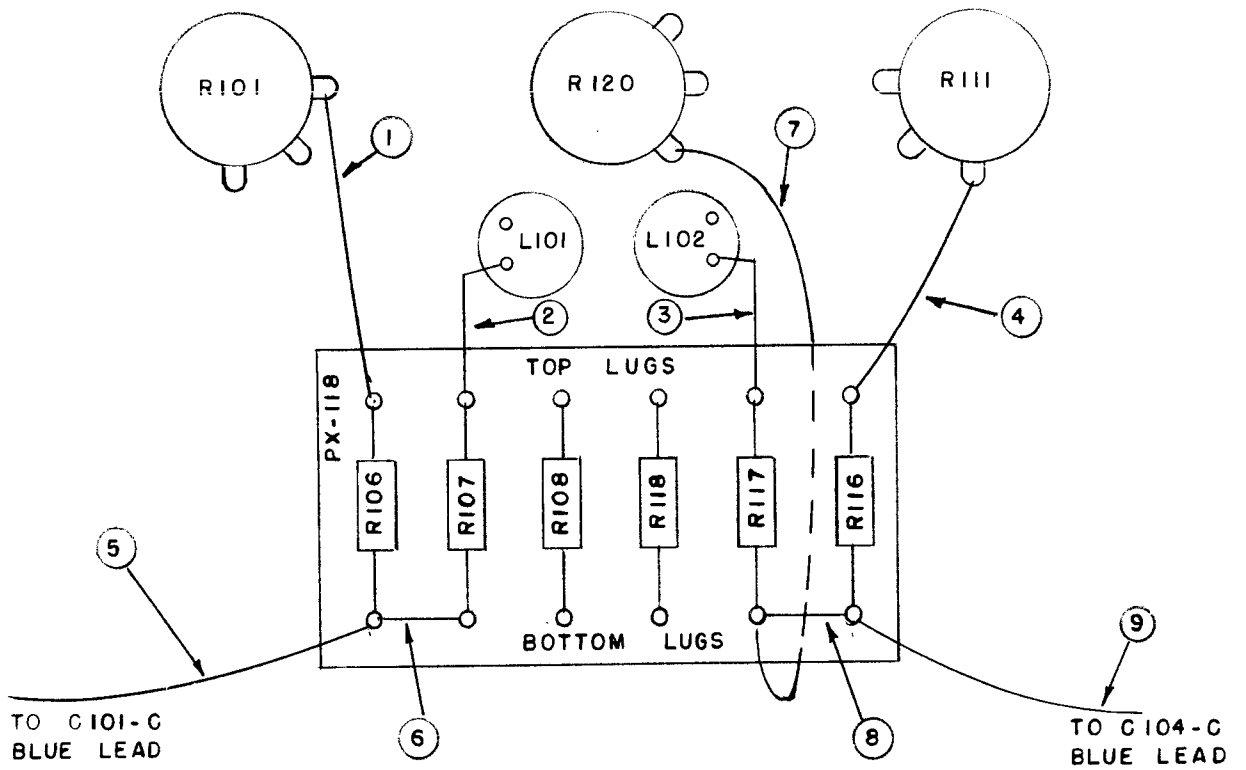 R101
R120
R111
1
7
L101
L102
2
3
4
TOP LUGS
PX-118
R106
R107
R108
R118
R117
R116
5
BOTTOM LUGS
9
TO C101-C
BLUE LEAD
6
8
TO C104-C
BLUE LEAD